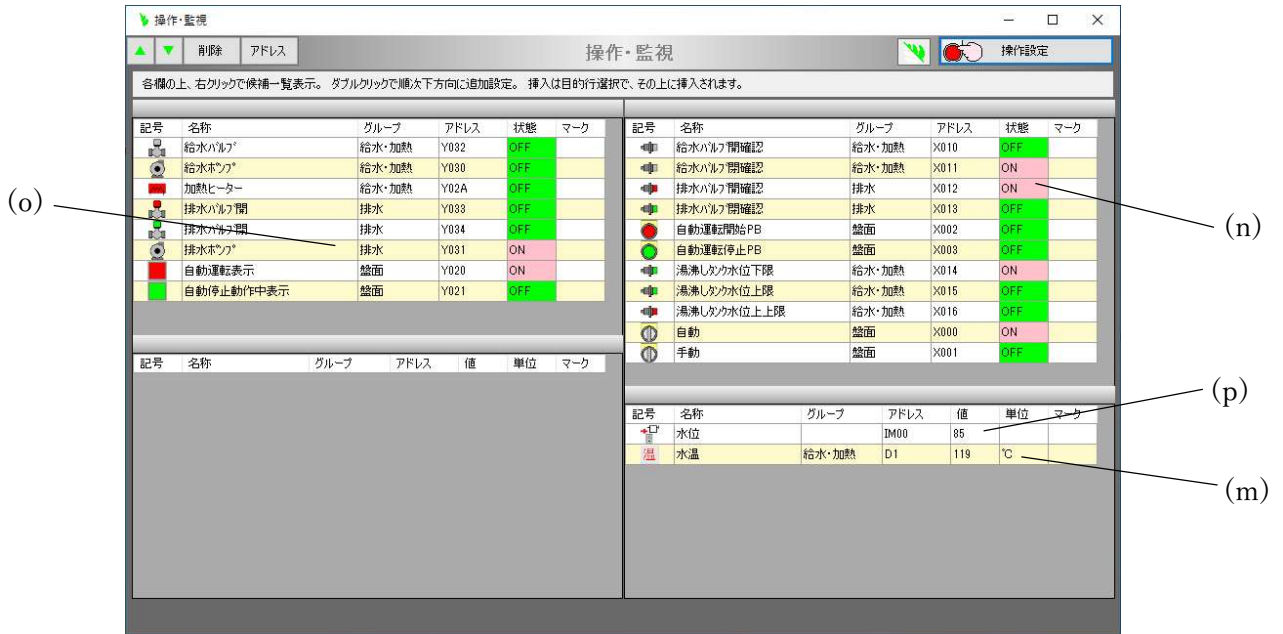 操作・監視
削除 アドレス 操作・監視 操作設定
各欄の上、右クリックで候補一覧表示。 ダブルクリックで順次下方向に追加設定。 挿入は目的行選択で、その上に挿入されます。
記号 名称 グループ アドレス 状態 マーク
給水バルブ 給水・加熱 Y032 OFF
給水ポンプ 給水・加熱 Y030 OFF
加熱ヒーター 給水・加熱 Y02A OFF
排水バルブ開 排水 Y033 OFF
排水バルブ閉 排水 Y034 OFF
排水ポンプ 排水 Y031 ON
自動運転表示 盤面 Y020 ON
自動停止動作中表示 盤面 Y021 OFF
記号 名称 グループ アドレス 値 単位 マーク
記号 名称 グループ アドレス 状態 マーク
給水バルブ開確認 給水・加熱 X010 OFF
給水バルブ閉確認 給水・加熱 X011 ON
排水バルブ開確認 排水 X012 ON
排水バルブ閉確認 排水 X013 OFF
自動運転開始PB 盤面 X002 OFF
自動運転停止PB 盤面 X003 OFF
湯沸しタンク水位下限 給水・加熱 X014 ON
湯沸しタンク水位上限 給水・加熱 X015 OFF
湯沸しタンク水位上上限 給水・加熱 X016 OFF
自動 盤面 X000 ON
手動 盤面 X001 OFF
記号 名称 グループ アドレス 値 単位 マーク
水位 IM00 85
温 水温 給水・加熱 D1 119 ℃
(o)
(n)
(p)
(m)